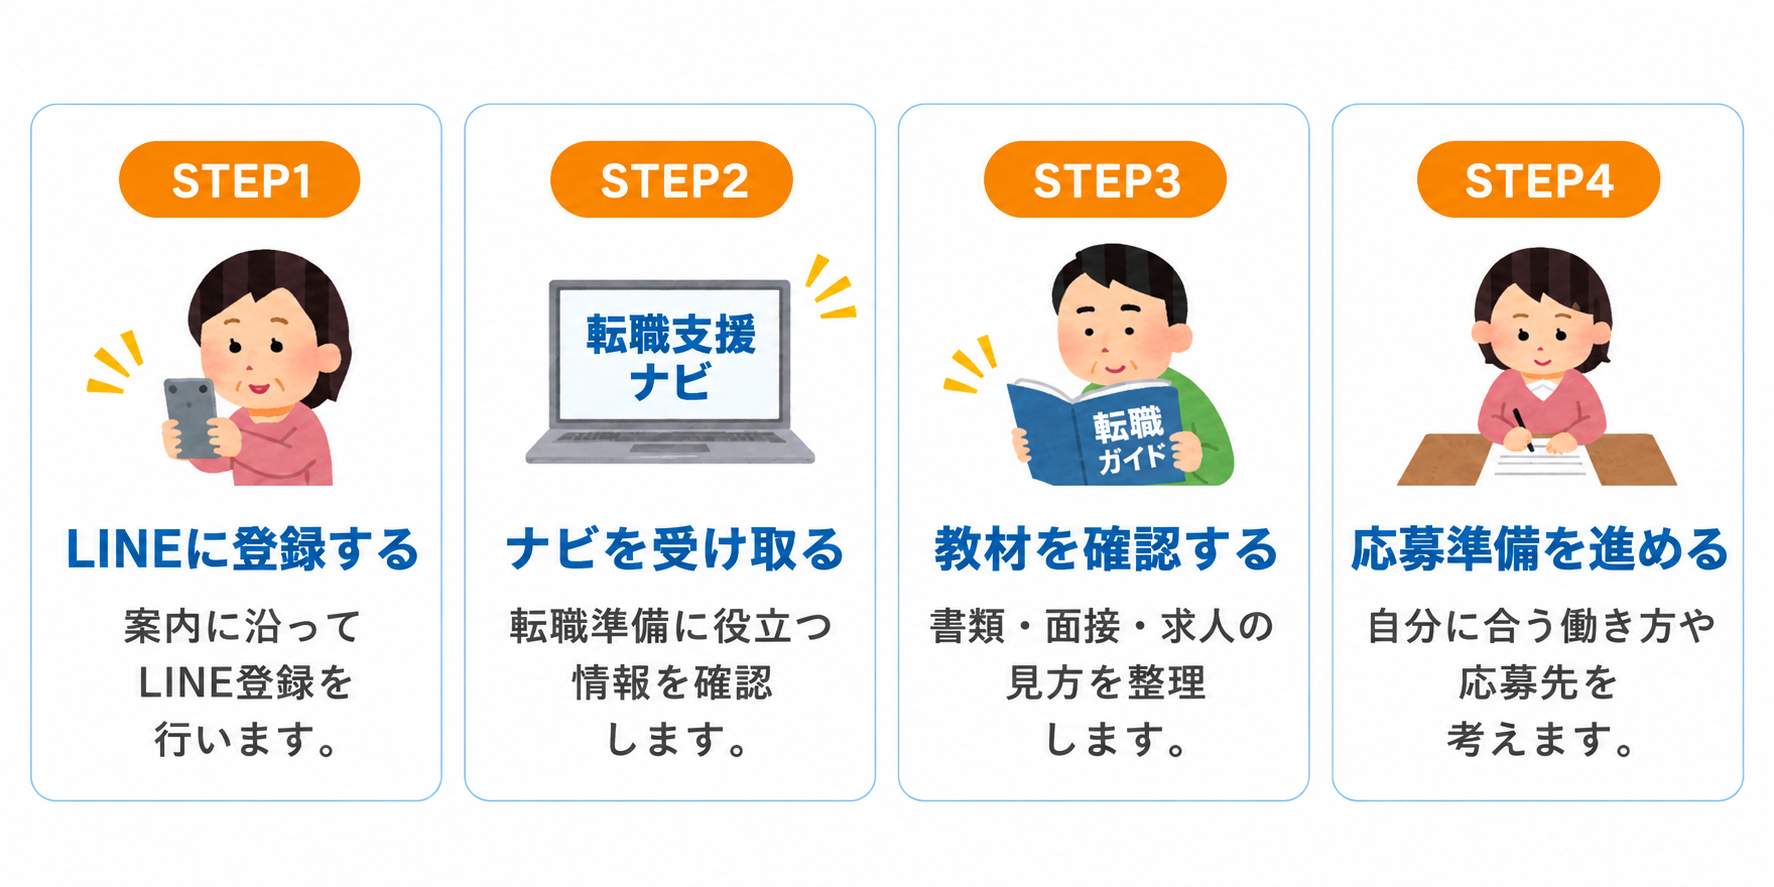 STEP1
LINEに登録する
案内に沿って
LINE登録を
行います。
STEP2
転職支援
ナビ
ナビを受け取る
転職準備に役立つ
情報を確認
します。
STEP3
転職
ガイド
教材を確認する
書類・面接・求人の
見方を整理
します。
STEP4
応募準備を進める
自分に合う働き方や
応募先を
考えます。